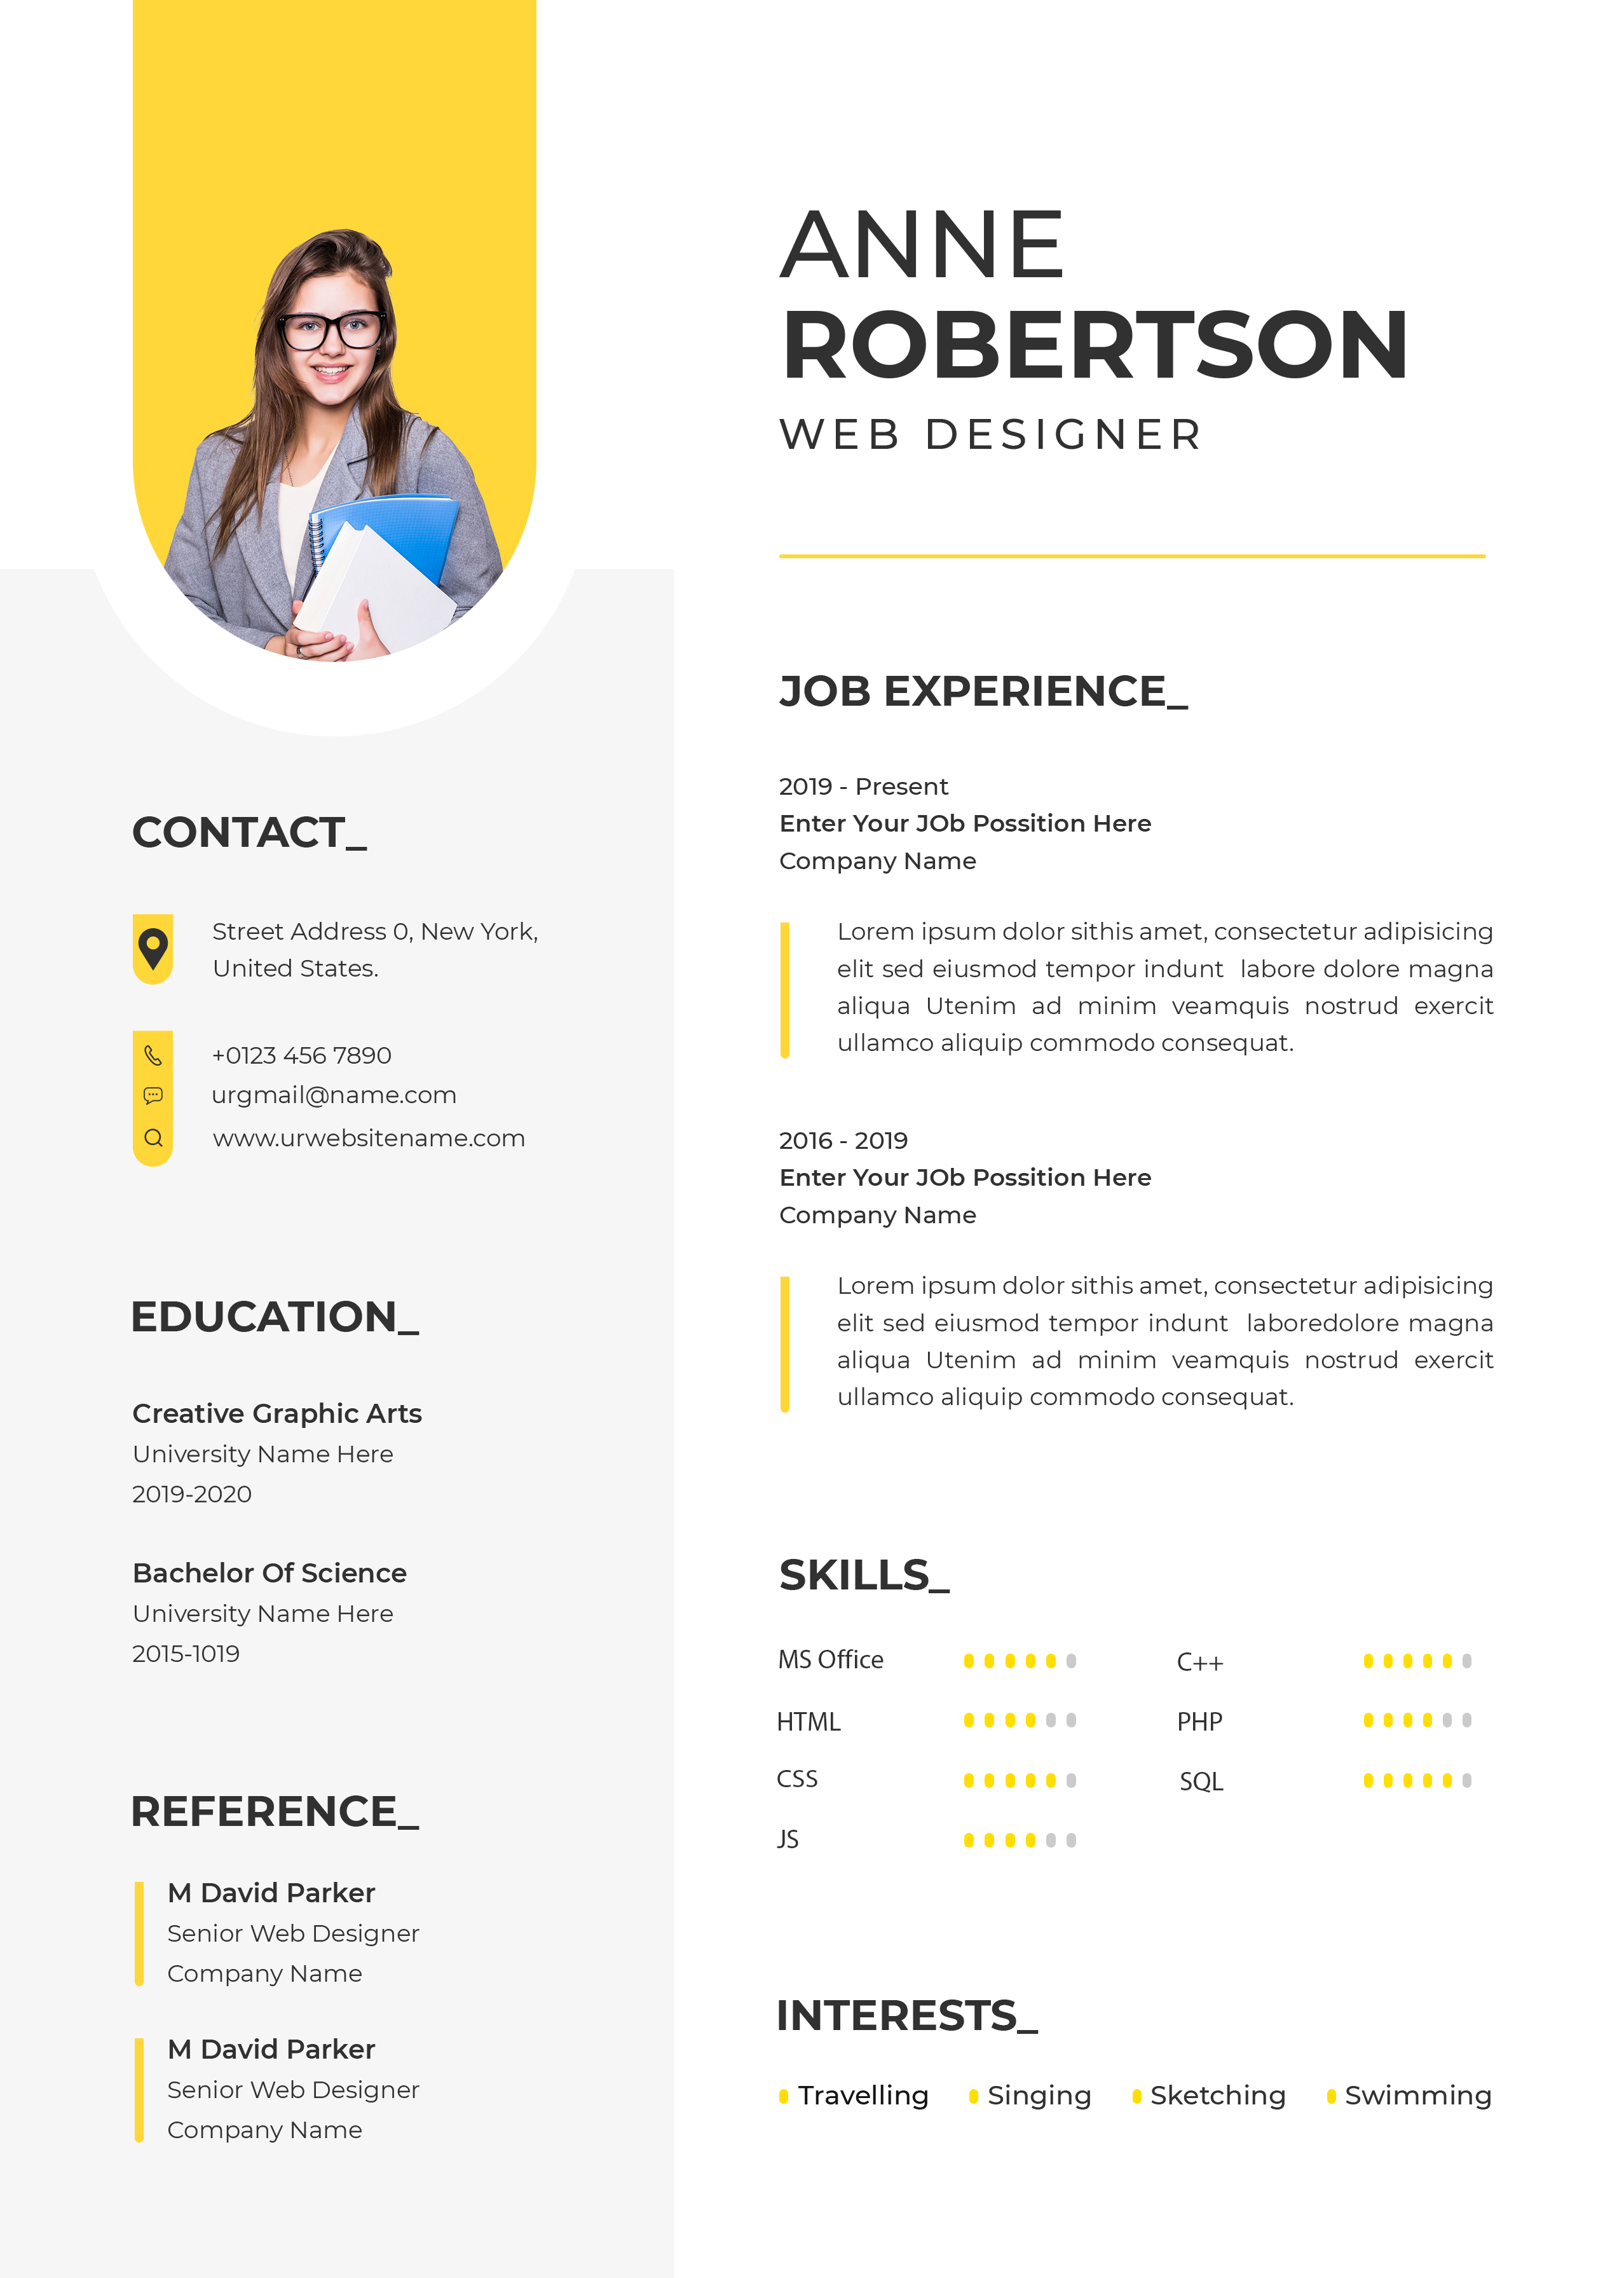 ANNE
ROBERTSON
WEB DESIGNER
CONTACT_
Street Address 0, New York,
United States.
+0123 456 7890
urgmail@name.com
www.urwebsitename.com
EDUCATION_
Creative Graphic Arts
University Name Here
2019-2020
Bachelor Of Science
University Name Here
2015-1019
REFERENCE_
M David Parker
Senior Web Designer
Company Name
M David Parker
Senior Web Designer
Company Name
JOB EXPERIENCE_
2019 - Present
Enter Your JOb Possition Here
Company Name
Lorem ipsum dolor sithis amet, consectetur adipisicing
elit sed eiusmod tempor indunt labore dolore magna
aliqua Utenim ad minim veamquis nostrud exercit
ullamco aliquip commodo consequat.
2016 - 2019
Enter Your JOb Possition Here
Company Name
Lorem ipsum dolor sithis amet, consectetur adipisicing
elit sed eiusmod tempor indunt laboredolore magna
aliqua Utenim ad minim veamquis nostrud exercit
ullamco aliquip commodo consequat.
SKILLS_
MS Office
HTML
CSS
JS
C++
PHP
SQL
INTERESTS_
Travelling Singing Sketching Swimming